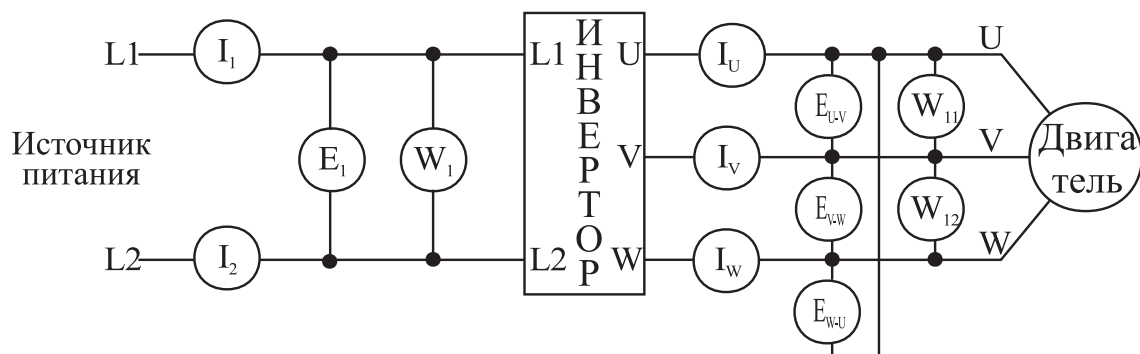 L1
I1
L1
И
Н
В
Е
Р
Т
О
Р
U
IU
U
EU-V
W11
Источник
питания
E1
W1
V
IV
V
Двига
тель
EV-W
W12
L2
I2
L2
W
IW
W
EW-U